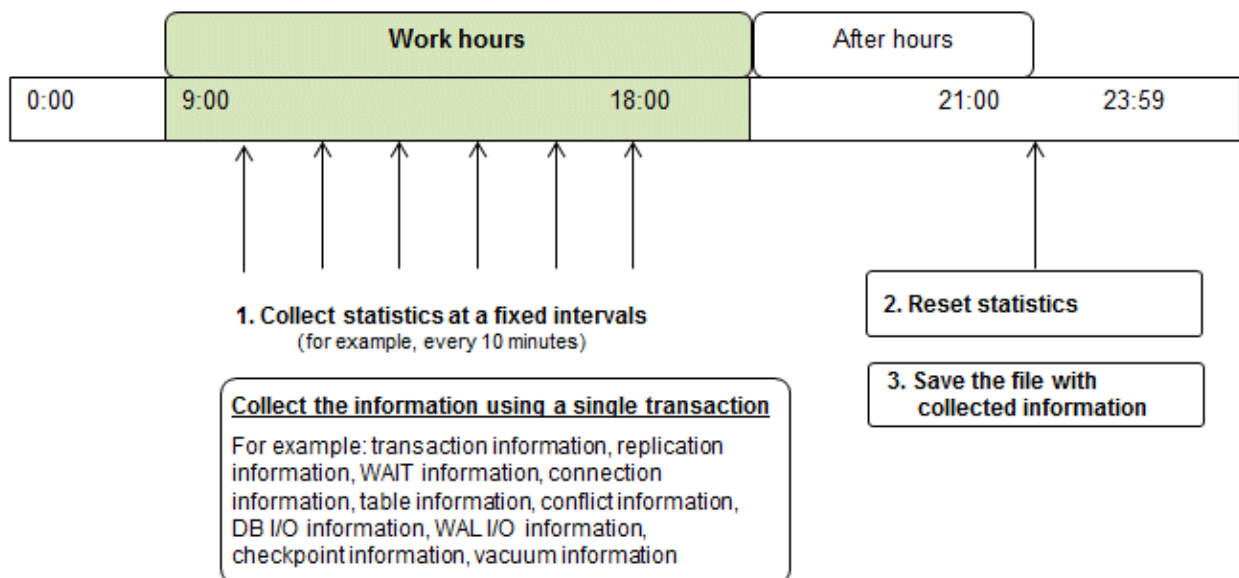 Work hours
After hours
0:00
9:00
18:00
21:00
23:59
1. Collect statistics at a fixed intervals
(for example, every 10 minutes)
Collect the information using a single transaction
For example: transaction information, replication
information, WAIT information, connection
information, table information, conflict information,
DB I/O information, WAL I/O information,
checkpoint information, vacuum information
2. Reset statistics
3. Save the file with
collected information